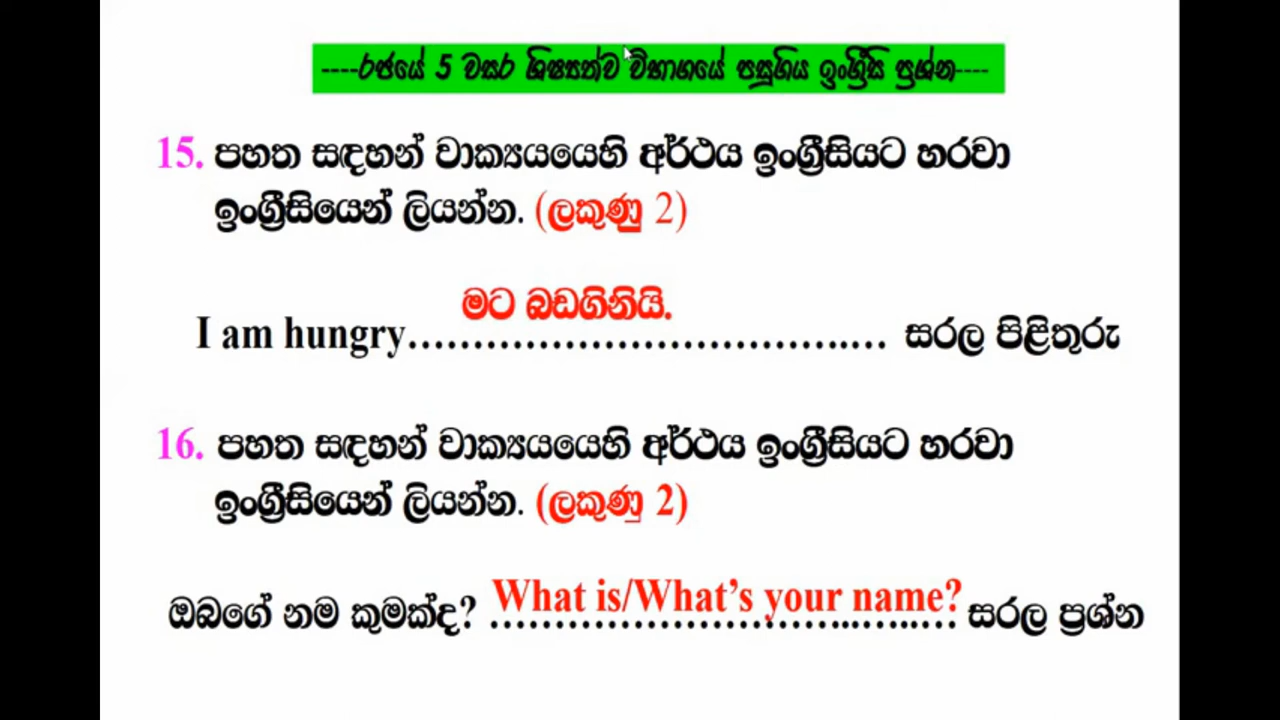 ----රජයේ 5 වසර ශිෂ්‍යත්ව විභාගයේ පසුගිය ඉංග්‍රීසි ප්‍රශ්න----
15. පහත සඳහන් වාක්‍යයයෙහි අර්ථය ඉංග්‍රීසියට හරවා
ඉංග්‍රීසියෙන් ලියන්න. (ලකුණු 2)
මට බඩගිනියි.
I am hungry……………………………….…… සරල පිළිතුරු
16. පහත සඳහන් වාක්‍යයයෙහි අර්ථය ඉංග්‍රීසියට හරවා
ඉංග්‍රීසියෙන් ලියන්න. (ලකුණු 2)
What is/What’s your name?
ඔබගේ නම කුමක්ද? ………………………...…...… සරල ප්‍රශ්න